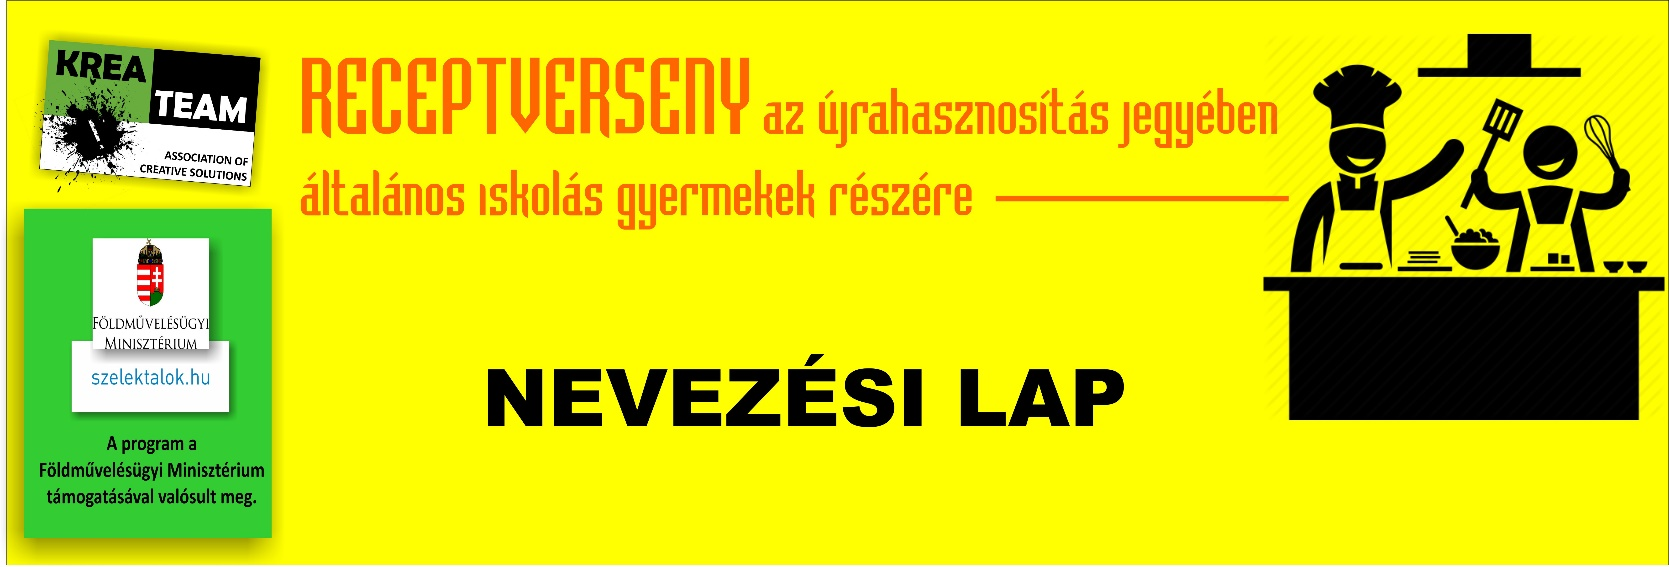 KREA
TEAM
ASSOCIATION OF
CREATIVE SOLUTIONS
RECEPTVERSENY az újrahasznosítás jegyében
általános iskolás gyermekek részére
FÖLDMŰVELÉSÜGYI
MINISZTÉRIUM
szelektalok.hu
A program a
Földművelésügyi Minisztérium
támogatásával valósult meg.
NEVEZÉSI LAP